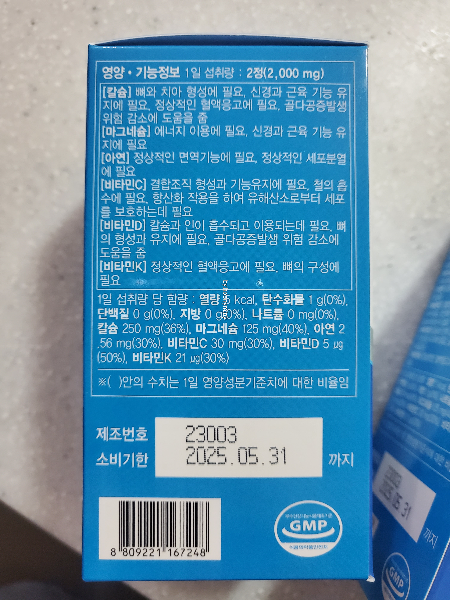 영양·기능정보 1일 섭취량 : 2정(2,000 mg)
[칼슘] 뼈와 치아 형성에 필요, 신경과 근육 기능 유
지에 필요, 정상적인 혈액응고에 필요, 골다공증발생
위험 감소에 도움을 줌
[마그네슘] 에너지 이용에 필요, 신경과 근육 기능 유
지에 필요
[아연] 정상적인 면역기능에 필요, 정상적인 세포분열
에 필요
[비타민C] 결합조직 형성과 기능유지에 필요, 철의 흡
수에 필요, 항산화 작용을 하여 유해산소로부터 세포
를 보호하는데 필요
[비타민D] 칼슘과 인이 흡수되고 이용되는데 필요, 뼈
의 형성과 유지에 필요, 골다공증발생 위험 감소에
도움을 줌
[비타민K] 정상적인 혈액응고에 필요, 뼈의 구성에
필요
1일 섭취량 당 함량 : 열량 5 kcal, 탄수화물 1 g(0%),
단백질 0 g(0%), 지방 0 g(0%), 나트륨 0 mg(0%),
칼슘 250 mg(36%), 마그네슘 125 mg(40%), 아연 2
.56 mg(30%), 비타민C 30 mg(30%), 비타민D 5 μg
(50%), 비타민K 21 μg(30%)
※( )안의 수치는 1일 영양성분기준치에 대한 비율임
제조번호 23003
소비기한 2025.05.31 까지
8 809221 167248
GMP
05.31
까지
GMP